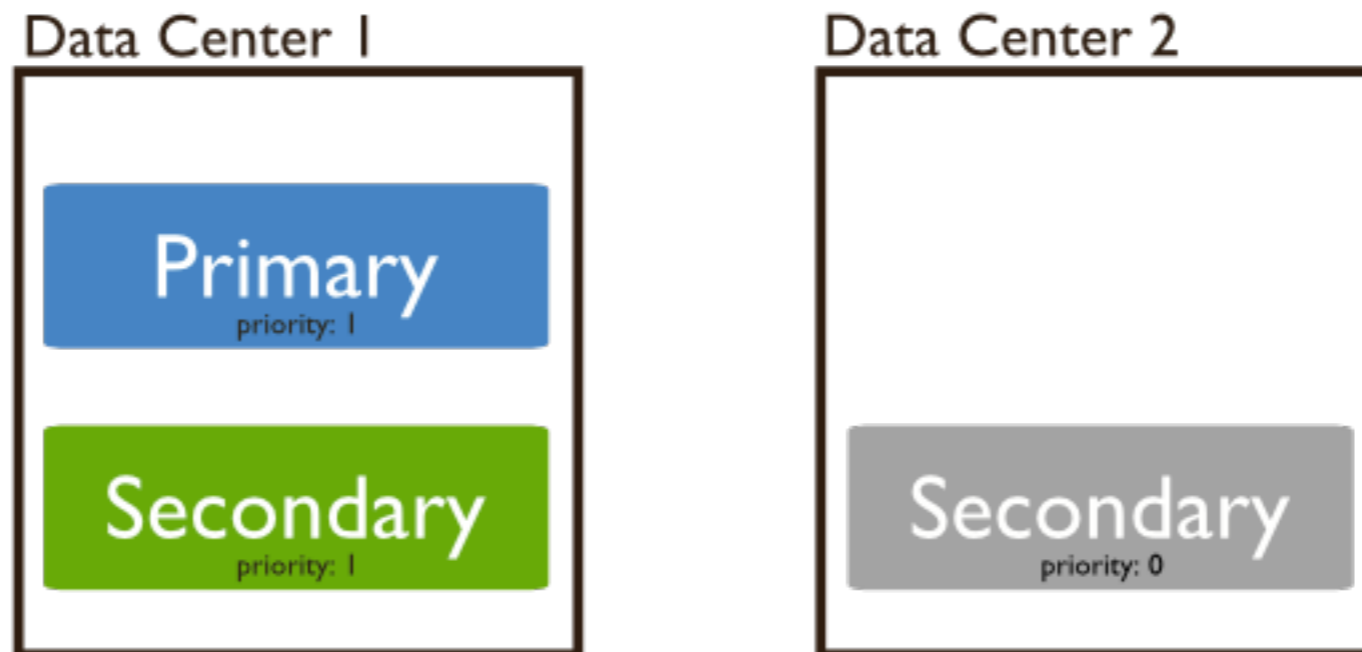 Data Center 1
Primary
priority: 1
Secondary
priority: 1
Data Center 2
Secondary
priority: 0